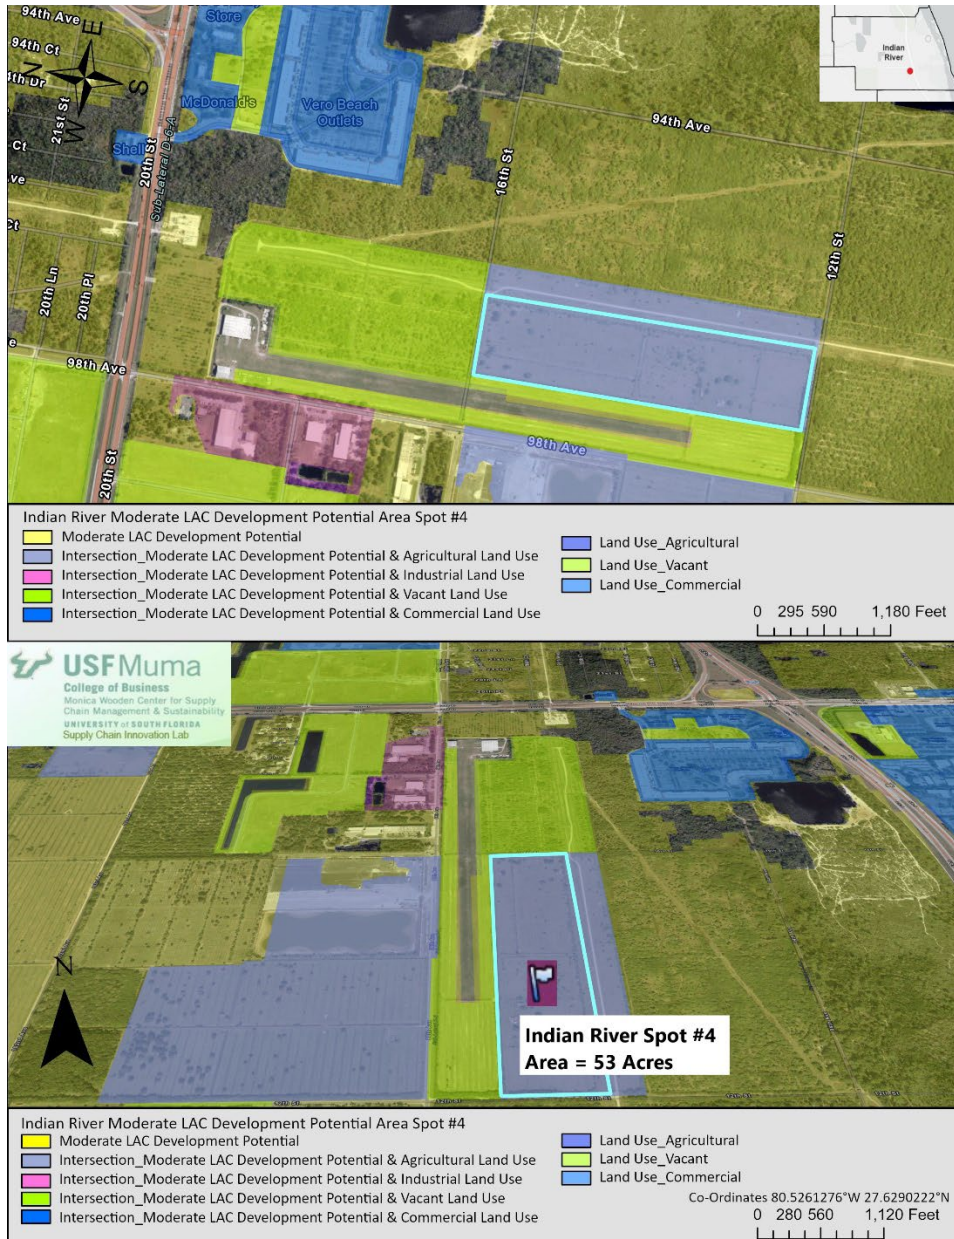 94th Ave
Store
94th Ct
E
N
S
W
21st St
McDonald's
Vero Beach
Outlets
Shell
Ct
20th St
Sub-Lateral D-6-A
94th Ave
16th St
12th St
Indian
River
Ct
20th Ln
20th Pl
98th Ave
98th Ave
20th St
Indian River Moderate LAC Development Potential Area Spot #4
Moderate LAC Development Potential
Intersection_Moderate LAC Development Potential & Agricultural Land Use
Intersection_Moderate LAC Development Potential & Industrial Land Use
Intersection_Moderate LAC Development Potential & Vacant Land Use
Intersection_Moderate LAC Development Potential & Commercial Land Use
Land Use_Agricultural
Land Use_Vacant
Land Use_Commercial
0 295 590 1,180 Feet
USF Muma
College of Business
Monica Wooden Center for Supply
Chain Management & Sustainability
UNIVERSITY of SOUTH FLORIDA
Supply Chain Innovation Lab
N
Indian River Spot #4
Area = 53 Acres
12th St
12th St
Indian River Moderate LAC Development Potential Area Spot #4
Moderate LAC Development Potential
Intersection_Moderate LAC Development Potential & Agricultural Land Use
Intersection_Moderate LAC Development Potential & Industrial Land Use
Intersection_Moderate LAC Development Potential & Vacant Land Use
Intersection_Moderate LAC Development Potential & Commercial Land Use
Land Use_Agricultural
Land Use_Vacant
Land Use_Commercial
Co-Ordinates 80.5261276°W 27.6290222°N
0 280 560 1,120 Feet